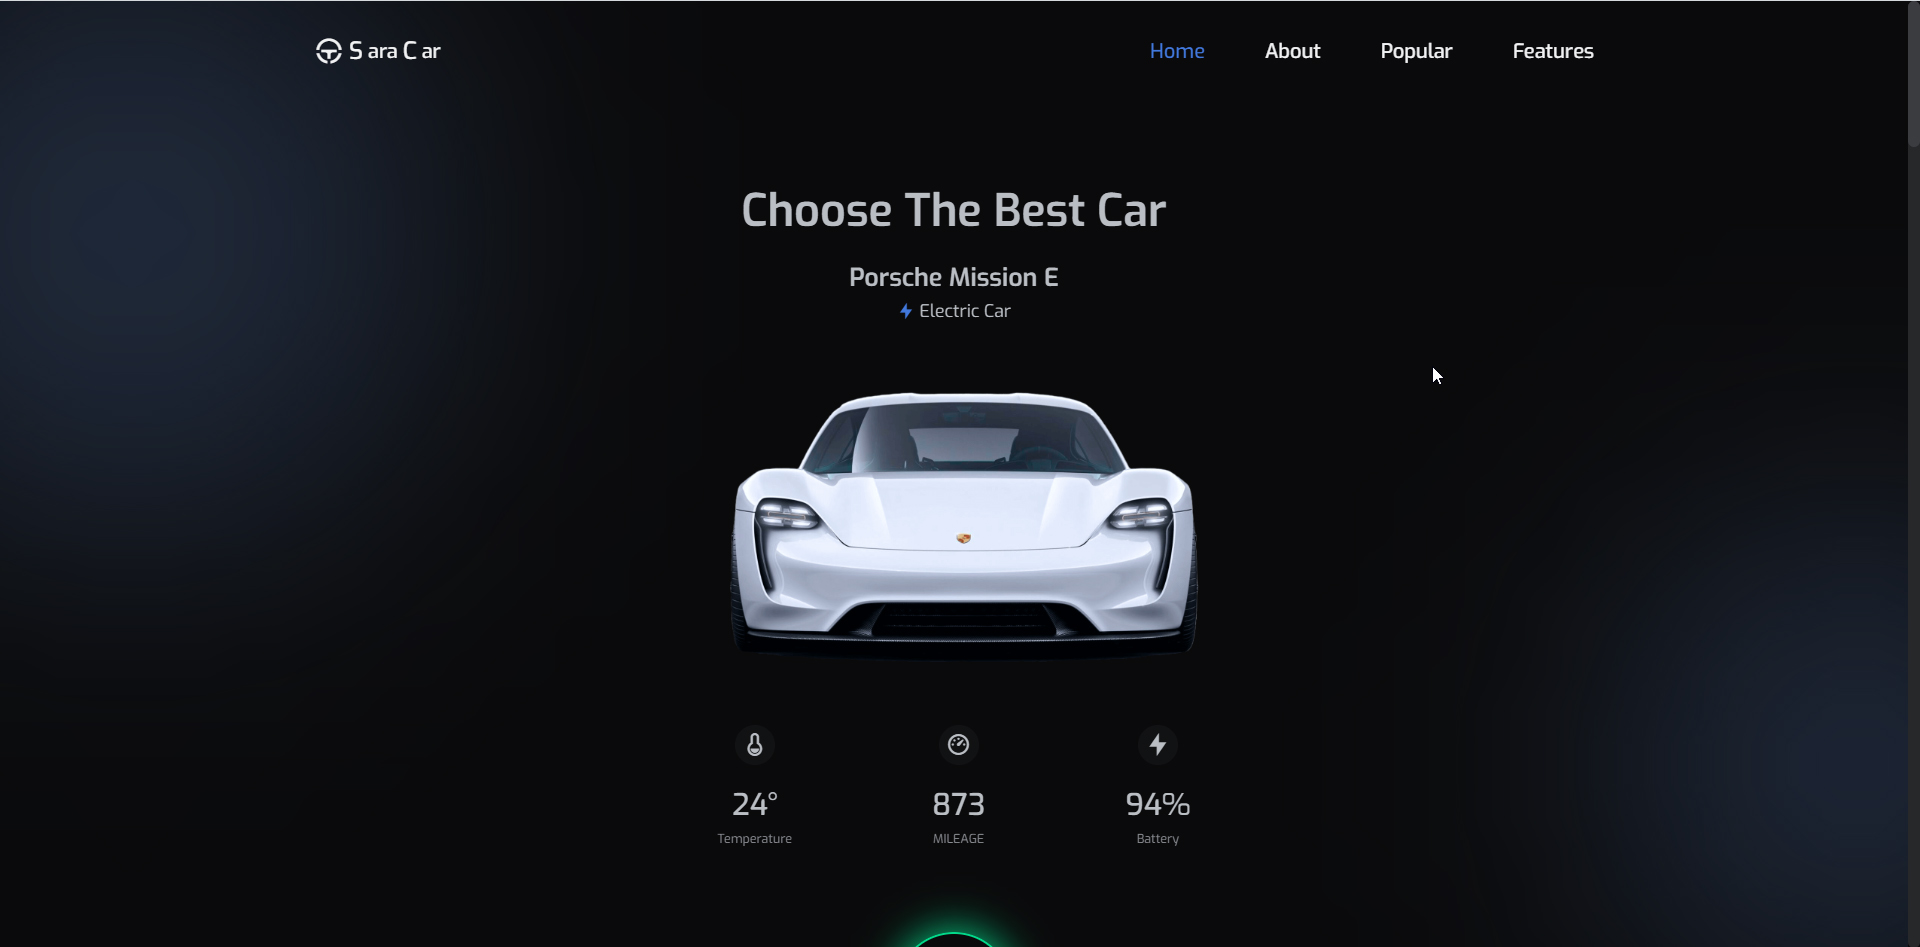 S ara C ar
Home About Popular Features
Choose The Best Car
Porsche Mission E
Electric Car
24° 873 94%
Temperature MILEAGE Battery